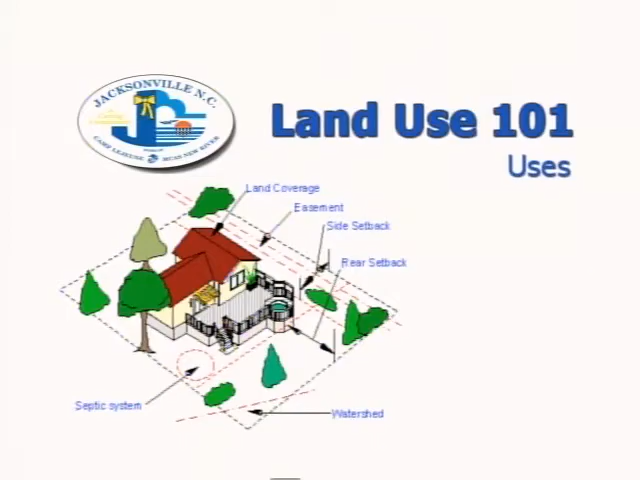 JACKSONVILLE N.C.
CAMP LEJEUNE
MCAS NEW RIVER
Land Use 101
Uses
Land Coverage
Easement
Side Setback
Rear Setback
Septic system
Watershed